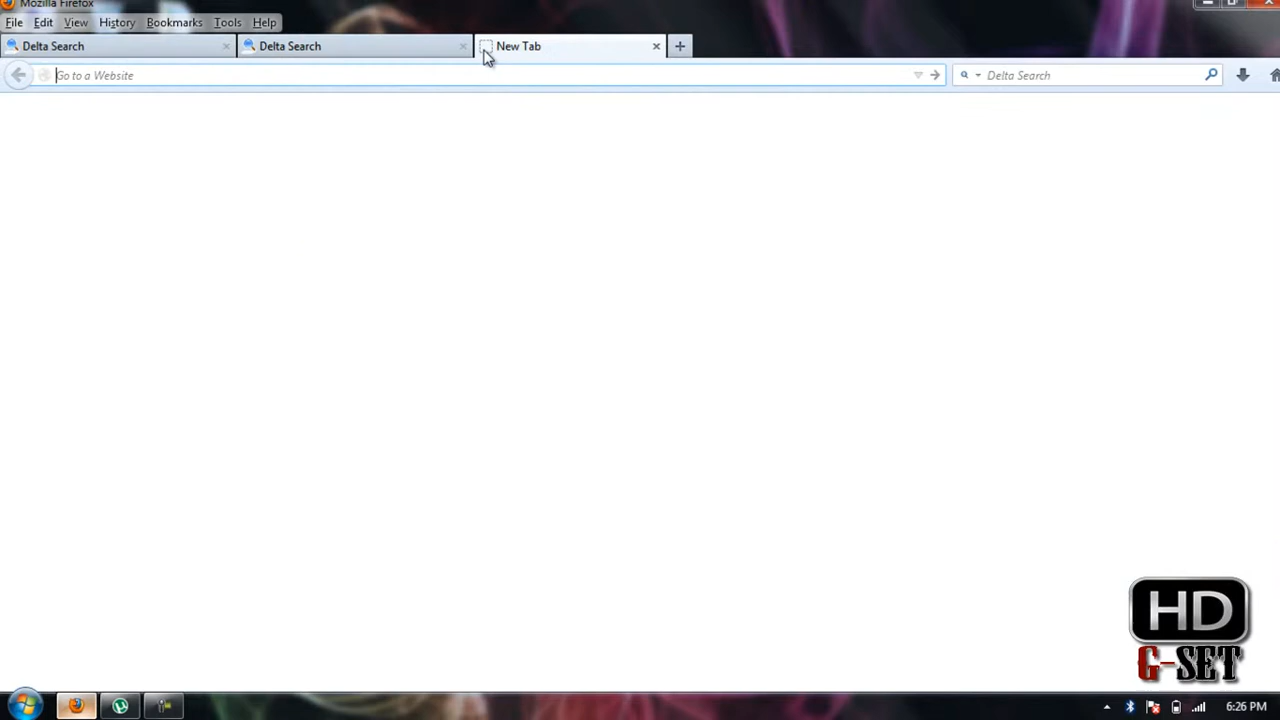 Mozilla Firefox
File Edit View History Bookmarks Tools Help
Delta Search Delta Search New Tab
Go to a Website Delta Search
HD
G-SET
6:26 PM